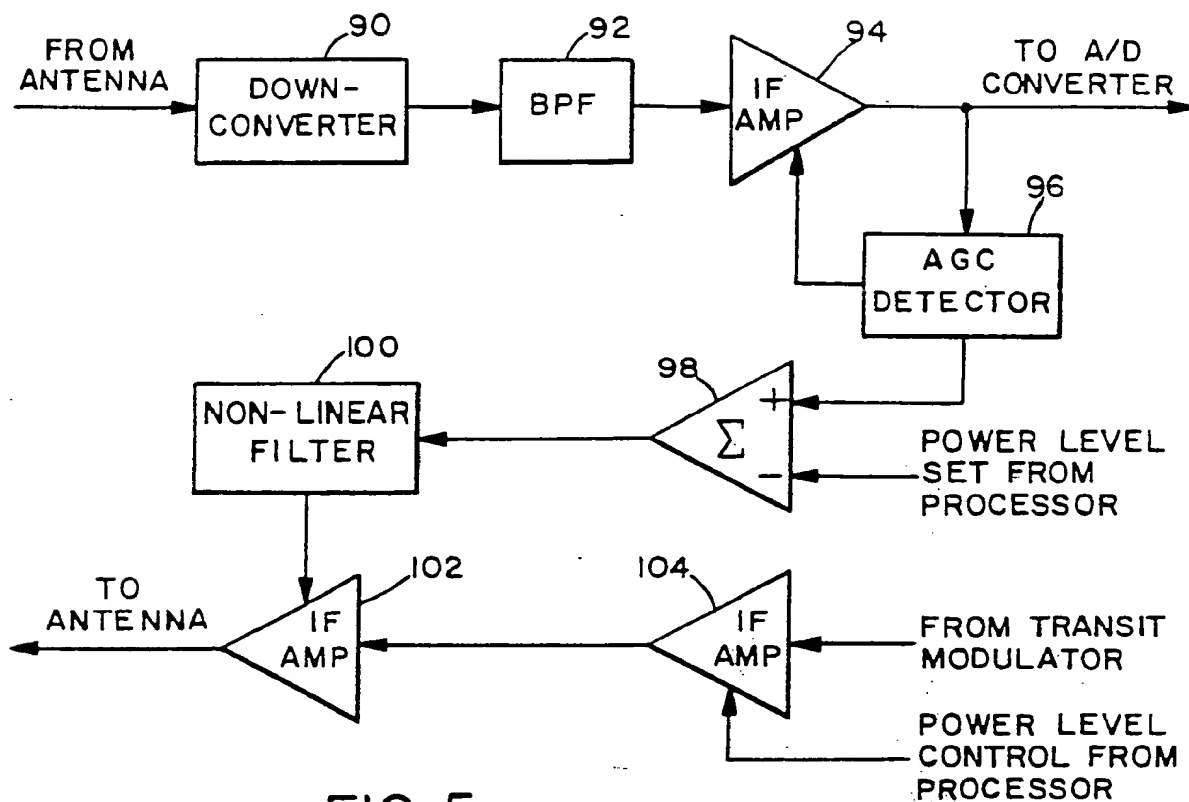 FROM
ANTENNA
90
DOWN-
CONVERTER
92
BPF
94
IF
AMP
TO A/D
CONVERTER
96
AGC
DETECTOR
100
NON-LINEAR
FILTER
98
Σ
+
-
POWER LEVEL
SET FROM
PROCESSOR
TO
ANTENNA
102
IF
AMP
104
IF
AMP
FROM TRANSIT
MODULATOR
POWER LEVEL
CONTROL FROM
PROCESSOR